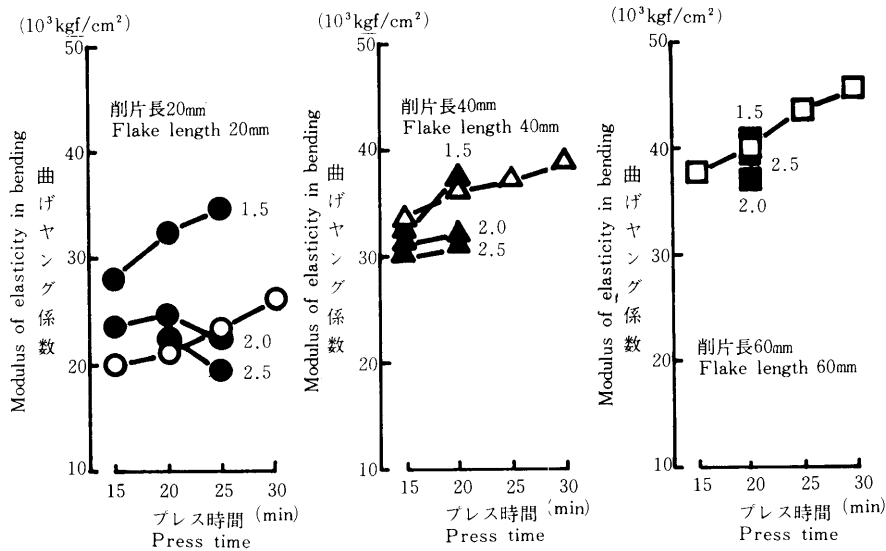 (10³kgf/cm²)
50
40
30
20
10
削片長20mm
Flake length 20mm
1.5
2.0
2.5
Modulus of elasticity in bending
曲げヤング係数
15 20 25 30
プレス時間 (min)
Press time
(10³kgf/cm²)
50
40
30
20
10
削片長40mm
Flake length 40mm
1.5
2.0
2.5
Modulus of elasticity in bending
曲げヤング係数
15 20 25 30
プレス時間 (min)
Press time
(10³kgf/cm²)
50
40
30
20
10
1.5
2.5
2.0
削片長60mm
Flake length 60mm
Modulus of elasticity in bending
曲げヤング係数
15 20 25 30
プレス時間 (min)
Press time